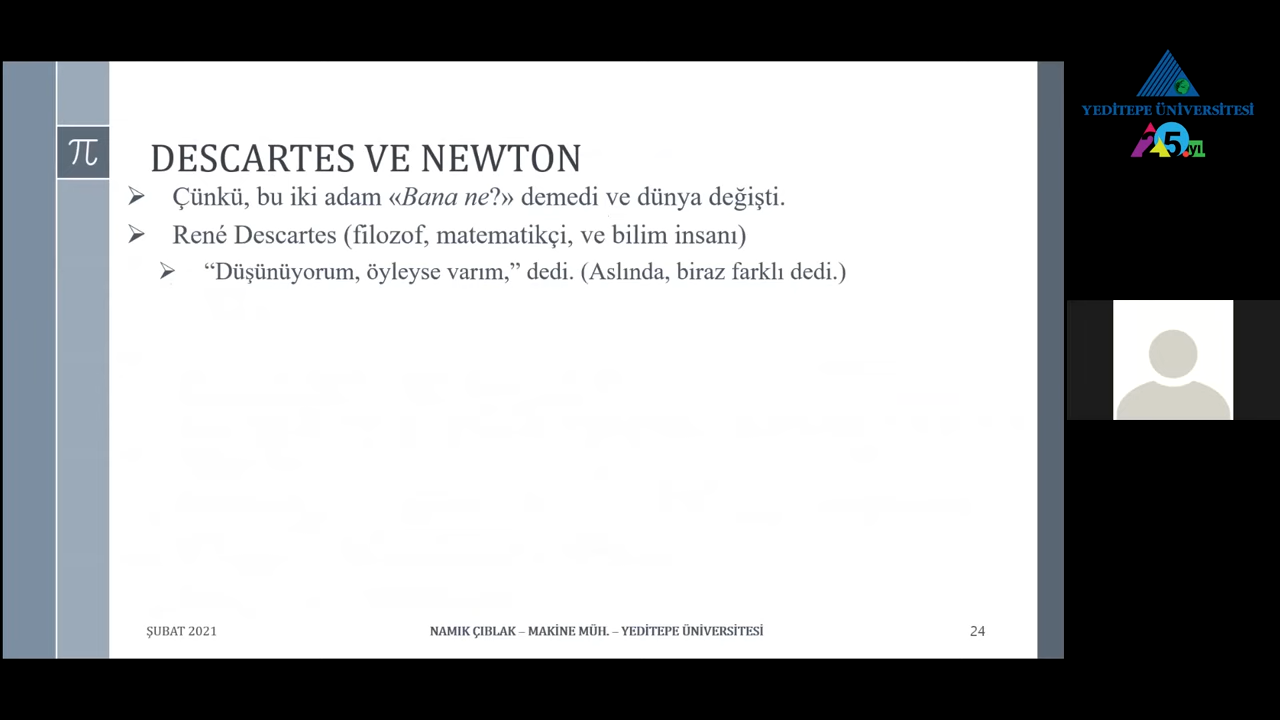 DESCARTES VE NEWTON
Çünkü, bu iki adam «Bana ne?» demedi ve dünya değişti.
René Descartes (filozof, matematikçi, ve bilim insanı)
“Düşünüyorum, öyleyse varım,” dedi. (Aslında, biraz farklı dedi.)
ŞUBAT 2021
NAMIK ÇIBLAK – MAKİNE MÜH. – YEDİTEPE ÜNİVERSİTESİ
24
π
YEDİTEPE ÜNİVERSİTESİ
25.yıl